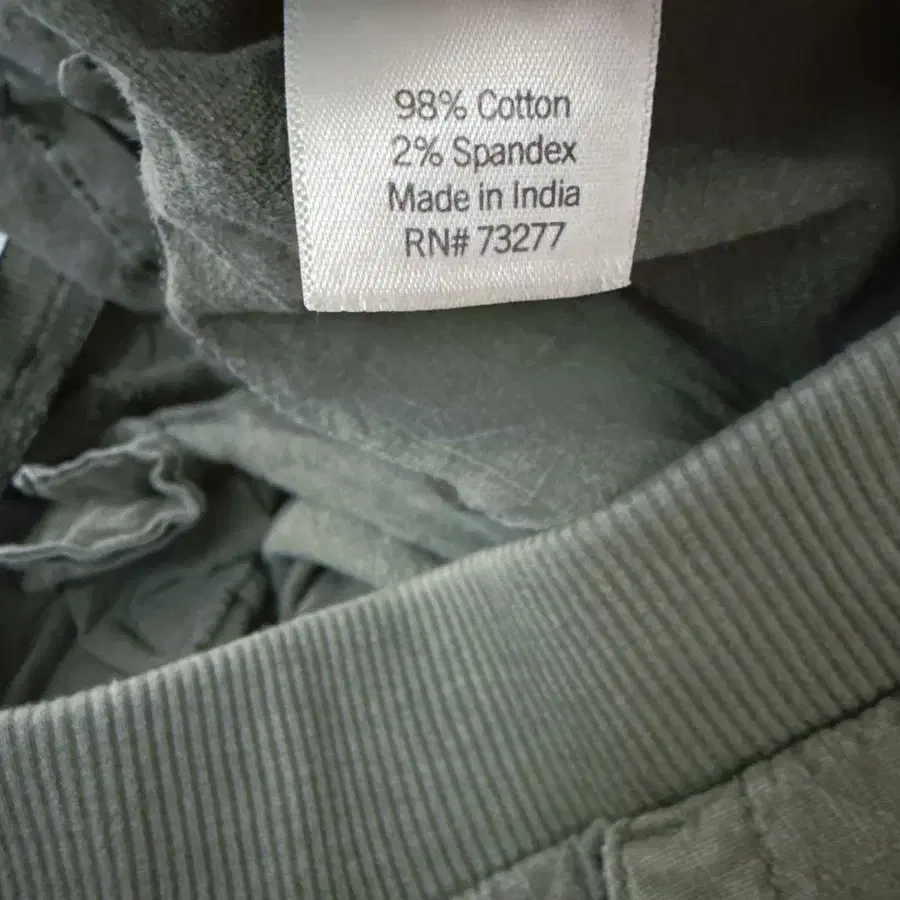 98% Cotton
2% Spandex
Made in India
RN# 73277